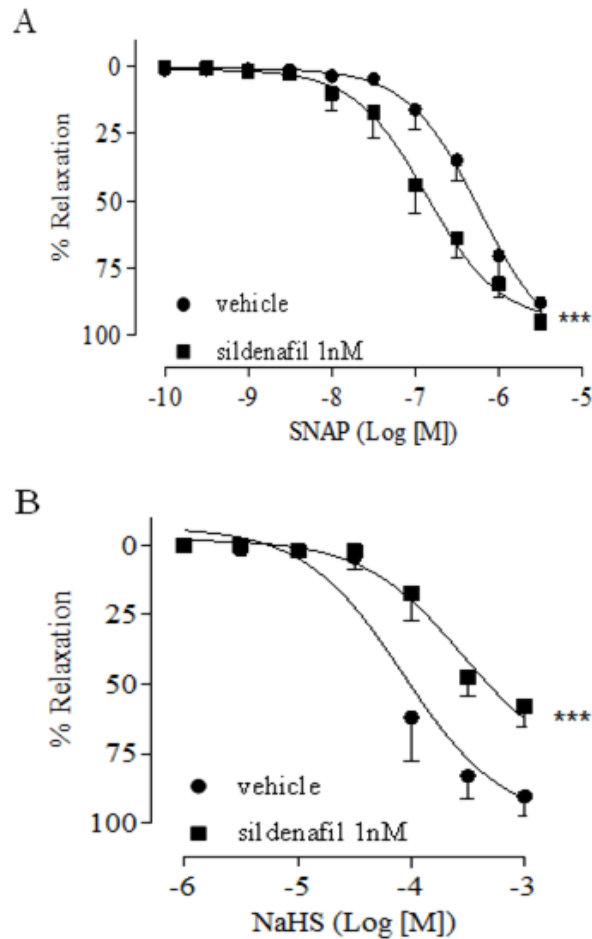 A
0
25
50
75
100
% Relaxation
vehicle
sildenafil 1nM
***
-10 -9 -8 -7 -6 -5
SNAP (Log [M])
B
0
25
50
75
100
% Relaxation
vehicle
sildenafil 1nM
***
-6 -5 -4 -3
NaHS (Log [M])